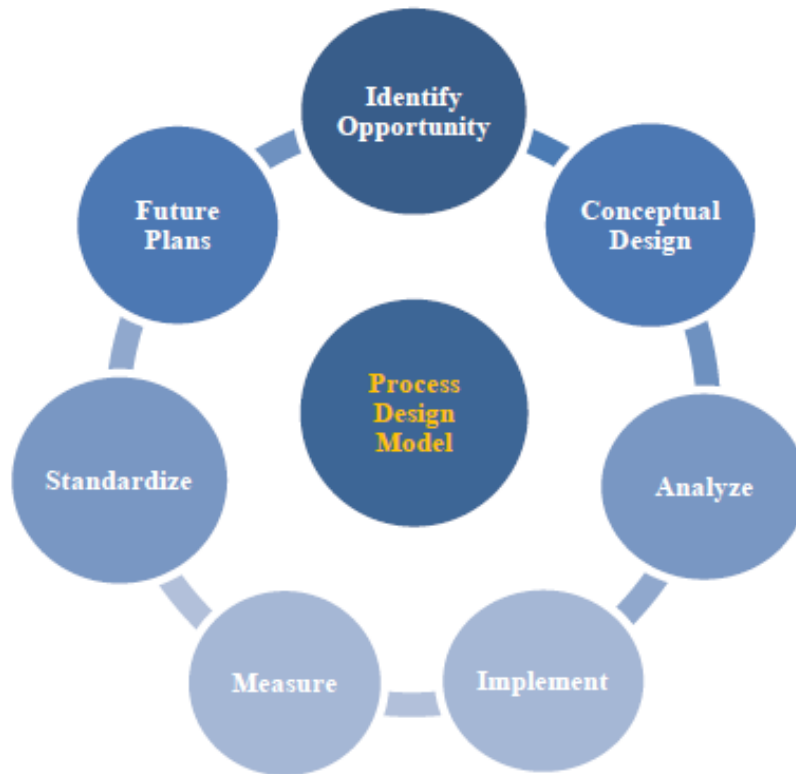 Identify
Opportunity
Conceptual
Design
Analyze
Implement
Measure
Standardize
Future
Plans
Process
Design
Model